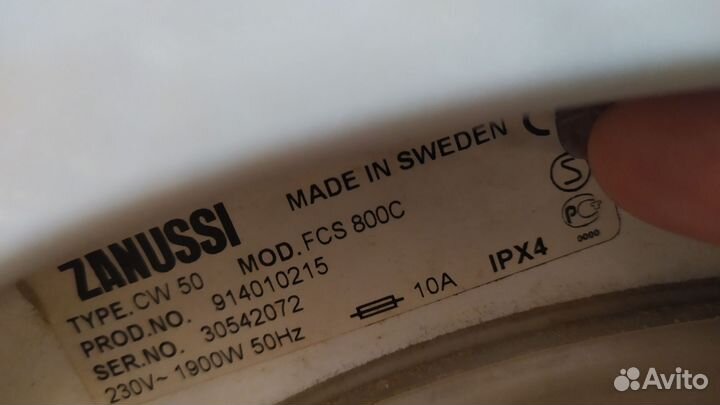 ZANUSSI
MADE IN SWEDEN
TYPE. CW 50 MOD. FCS 800C
PROD.NO. 914010215
SER.NO. 30542072
230V~ 1900W 50Hz 10A IPX4
S
PC
Avito